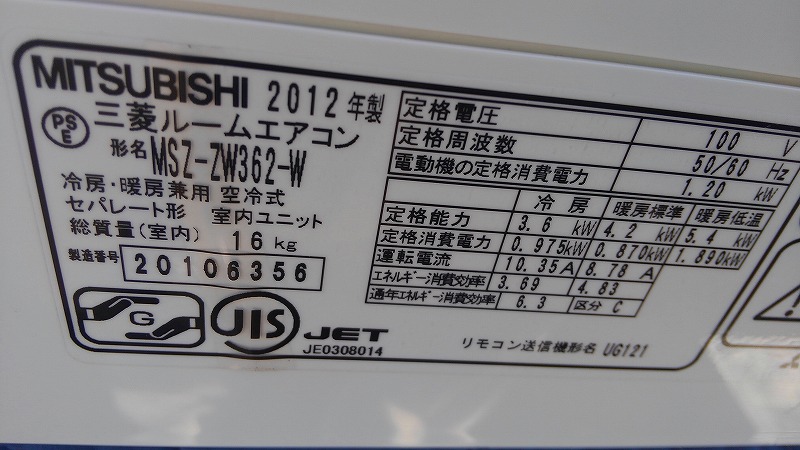 MITSUBISHI 2012年製
PSE
三菱ルームエアコン
形名 MSZ-ZW362-W
冷房・暖房兼用 空冷式
セパレート形 室内ユニット
総質量(室内) 16kg
製造番号 20106356
G
JIS JET
JE0308014
定格電圧 100 V
定格周波数 50/60 Hz
電動機の定格消費電力 1.20 kW
冷房 暖房標準 暖房低温
定格能力 3.6 kW 4.2 kW 5.4 kW
定格消費電力 0.975kW 0.870kW 1.890kW
運転電流 10.35A 8.78 A
エネルギー消費効率 3.69 4.83
通年エネルギー消費効率 6.3 区分 C
リモコン送信機形名 UG121